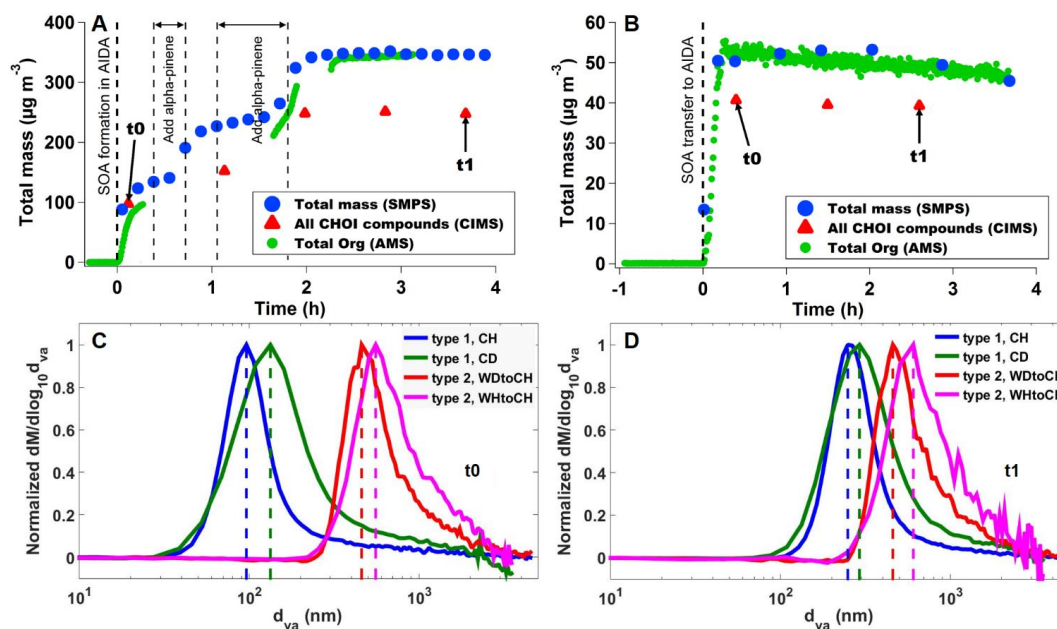 A
Total mass (µg m⁻³)
400
300
200
100
0
SOA formation in AIDA
Add alpha-pinene
Add alpha-pinene
t0
t1
Total mass (SMPS)
All CHOI compounds (CIMS)
Total Org (AMS)
0 1 2 3 4
Time (h)
B
Total mass (µg m⁻³)
60
50
40
30
20
10
0
SOA transfer to AIDA
t0
t1
Total mass (SMPS)
All CHOI compounds (CIMS)
Total Org (AMS)
-1 0 1 2 3 4
Time (h)
C
Normalized dM/dlog₁₀ dva
1
0.8
0.6
0.4
0.2
0
type 1, CH
type 1, CD
type 2, WDtoCH
type 2, WHtoCH
t0
10¹ 10² 10³
dva (nm)
D
Normalized dM/dlog₁₀ dva
1
0.8
0.6
0.4
0.2
0
type 1, CH
type 1, CD
type 2, WDtoCH
type 2, WHtoCH
t1
10¹ 10² 10³
dva (nm)